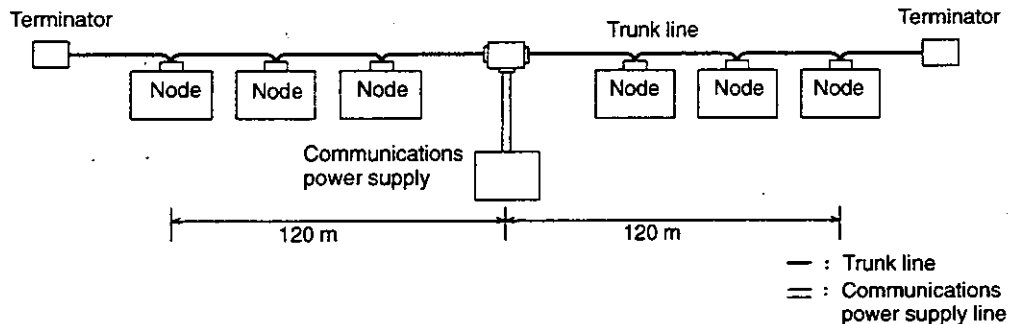 Terminator
Terminator
Trunk line
Node
Node
Node
Node
Node
Node
Communications
power supply
120 m
120 m
: Trunk line
: Communications
power supply line